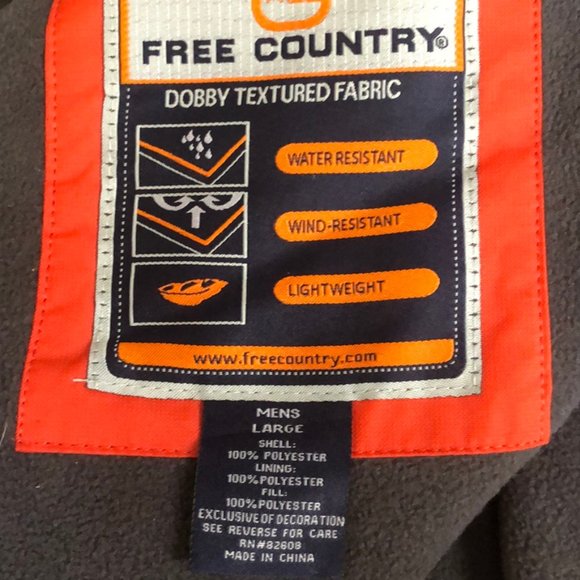 FREE COUNTRY®
DOBBY TEXTURED FABRIC
WATER RESISTANT
WIND-RESISTANT
LIGHTWEIGHT
www.freecountry.com
MENS
LARGE
SHELL:
100% POLYESTER
LINING:
100% POLYESTER
FILL:
100% POLYESTER
EXCLUSIVE OF DECORATION
SEE REVERSE FOR CARE
RN#82608
MADE IN CHINA